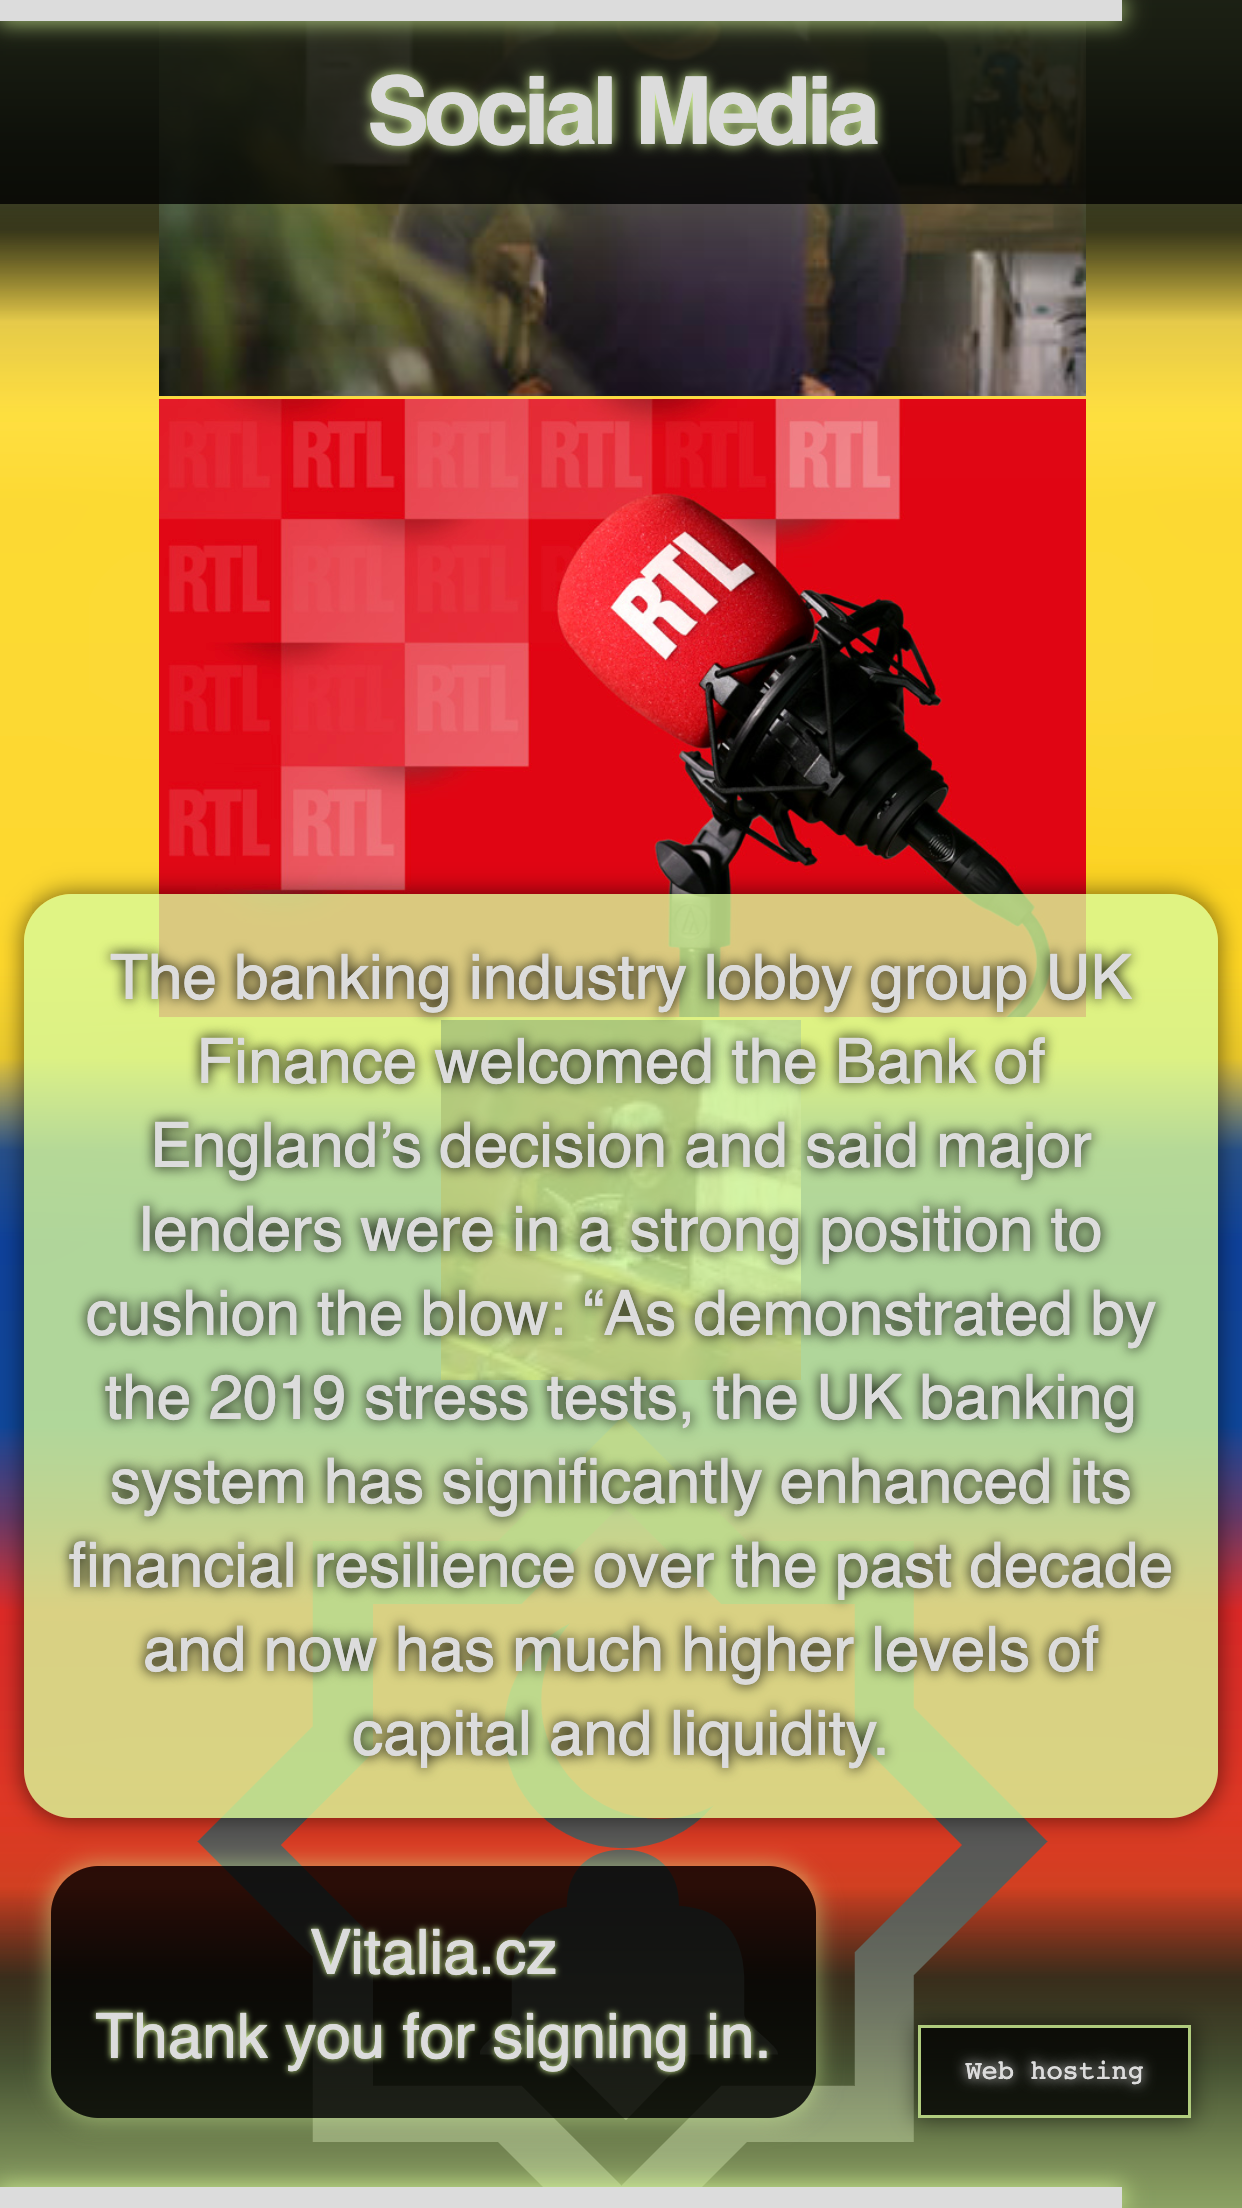 Social Media
RTL RTL RTL RTL RTL RTL
RTL RTL RTL RTL
RTL RTL RTL
RTL RTL
RTL
The banking industry lobby group UK
Finance welcomed the Bank of
England’s decision and said major
lenders were in a strong position to
cushion the blow: “As demonstrated by
the 2019 stress tests, the UK banking
system has significantly enhanced its
financial resilience over the past decade
and now has much higher levels of
capital and liquidity.
Vitalia.cz
Thank you for signing in.
Web hosting